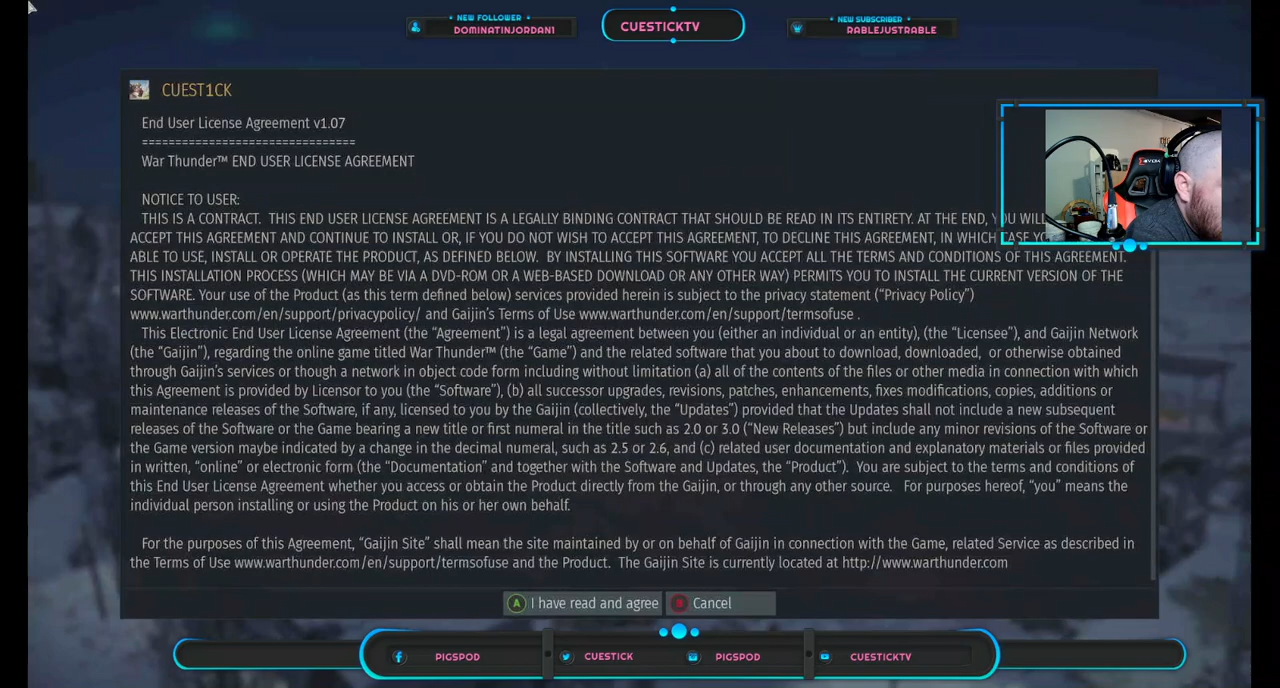 NEW FOLLOWER
DOMINATINJORDAN1
CUESTICKTV
NEW SUBSCRIBER
RABLEJUSTRABLE
CUEST1CK
End User License Agreement v1.07
================================
War Thunder™ END USER LICENSE AGREEMENT
NOTICE TO USER:
THIS IS A CONTRACT. THIS END USER LICENSE AGREEMENT IS A LEGALLY BINDING CONTRACT THAT SHOULD BE READ IN ITS ENTIRETY. AT THE END, YOU WILL
ACCEPT THIS AGREEMENT AND CONTINUE TO INSTALL OR, IF YOU DO NOT WISH TO ACCEPT THIS AGREEMENT, TO DECLINE THIS AGREEMENT, IN WHICH CASE
ABLE TO USE, INSTALL OR OPERATE THE PRODUCT, AS DEFINED BELOW. BY INSTALLING THIS SOFTWARE YOU ACCEPT ALL THE TERMS AND CONDITIONS OF THIS AGREEMENT.
THIS INSTALLATION PROCESS (WHICH MAY BE VIA A DVD-ROM OR A WEB-BASED DOWNLOAD OR ANY OTHER WAY) PERMITS YOU TO INSTALL THE CURRENT VERSION OF THE
SOFTWARE. Your use of the Product (as this term defined below) services provided herein is subject to the privacy statement (“Privacy Policy”)
www.warthunder.com/en/support/privacypolicy/ and Gaijin’s Terms of Use www.warthunder.com/en/support/termsofuse .
This Electronic End User License Agreement (the “Agreement”) is a legal agreement between you (either an individual or an entity), (the “Licensee”), and Gaijin Network
(the “Gaijin”), regarding the online game titled War Thunder™ (the “Game”) and the related software that you about to download, downloaded, or otherwise obtained
through Gaijin’s services or though a network in object code form including without limitation (a) all of the contents of the files or other media in connection with which
this Agreement is provided by Licensor to you (the “Software”), (b) all successor upgrades, revisions, patches, enhancements, fixes modifications, copies, additions or
maintenance releases of the Software, if any, licensed to you by the Gaijin (collectively, the “Updates”) provided that the Updates shall not include a new subsequent
releases of the Software or the Game bearing a new title or first numeral in the title such as 2.0 or 3.0 (“New Releases”) but include any minor revisions of the Software or
the Game version maybe indicated by a change in the decimal numeral, such as 2.5 or 2.6, and (c) related user documentation and explanatory materials or files provided
in written, “online” or electronic form (the “Documentation” and together with the Software and Updates, the “Product”). You are subject to the terms and conditions of
this End User License Agreement whether you access or obtain the Product directly from the Gaijin, or through any other source. For purposes hereof, “you” means the
individual person installing or using the Product on his or her own behalf.
For the purposes of this Agreement, “Gaijin Site” shall mean the site maintained by or on behalf of Gaijin in connection with the Game, related Service as described in
the Terms of Use www.warthunder.com/en/support/termsofuse and the Product. The Gaijin Site is currently located at http://www.warthunder.com
A I have read and agree B Cancel
PIGSPOD CUESTICK PIGSPOD CUESTICKTV